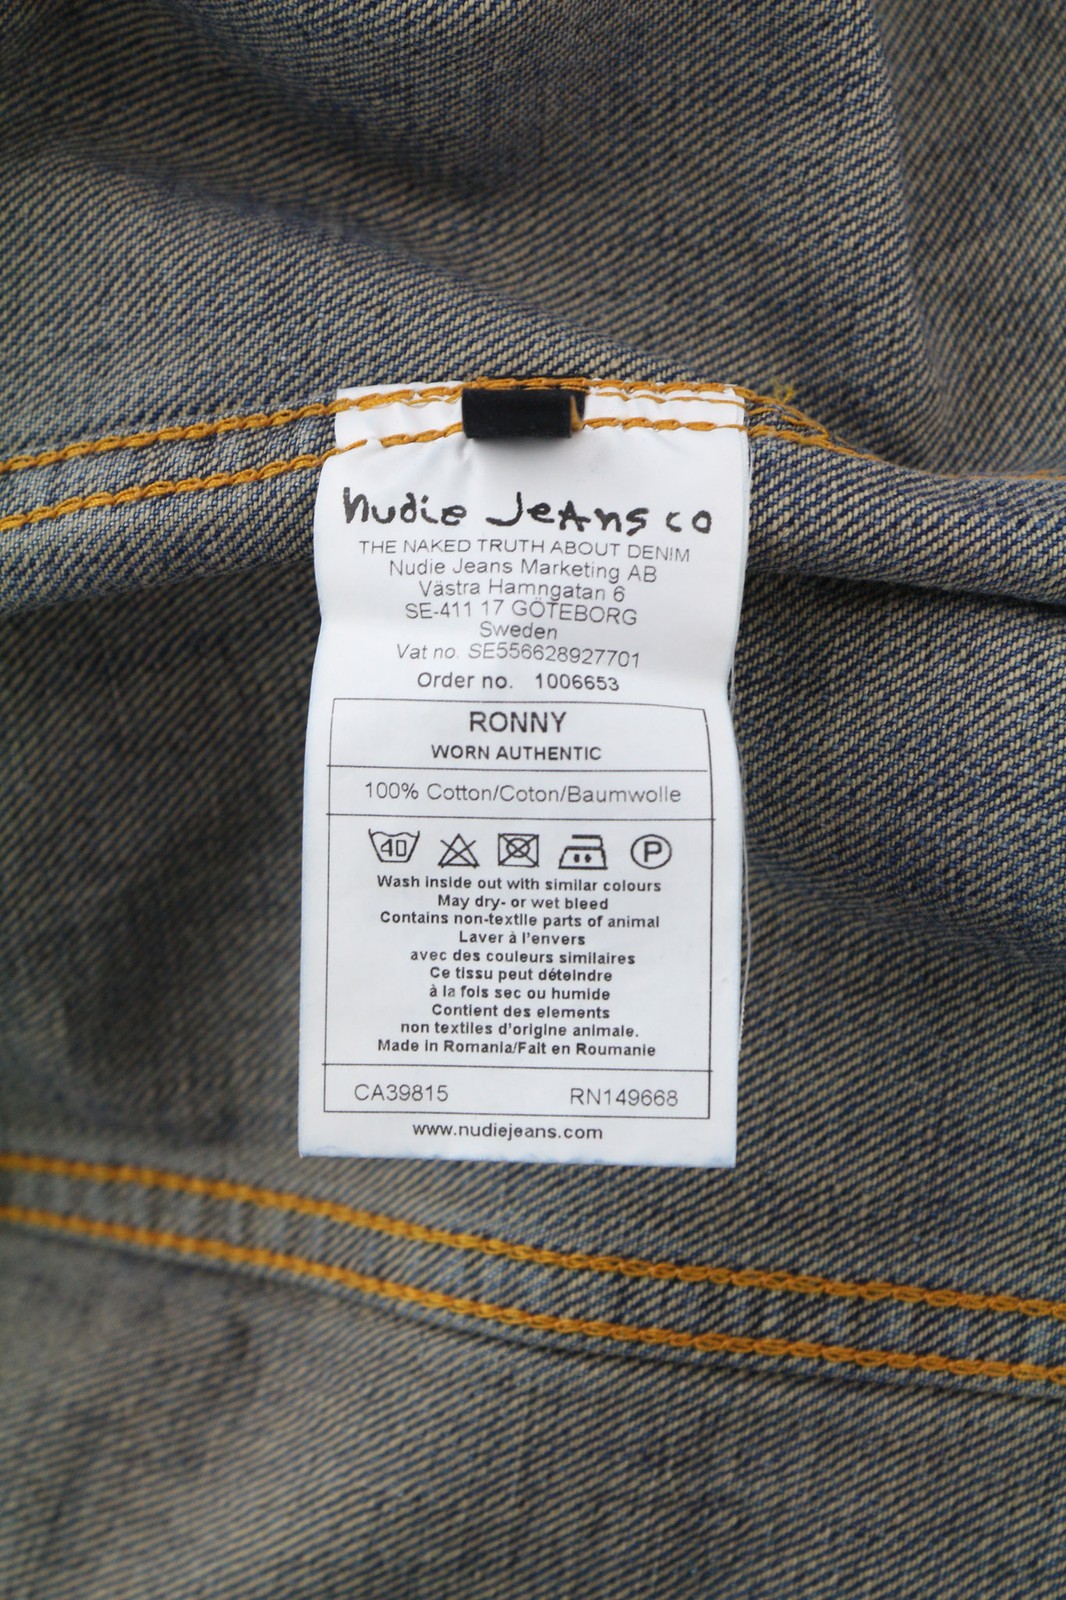 nudie Jeans co
THE NAKED TRUTH ABOUT DENIM
Nudie Jeans Marketing AB
Västra Hamngatan 6
SE-411 17 GÖTEBORG
Sweden
Vat no. SE556628927701
Order no. 1006653
RONNY
WORN AUTHENTIC
100% Cotton/Coton/Baumwolle
40 P
Wash inside out with similar colours
May dry- or wet bleed
Contains non-textile parts of animal
Laver à l'envers
avec des couleurs similaires
Ce tissu peut déteindre
à la fois sec ou humide
Contient des elements
non textiles d'origine animale.
Made in Romania/Fait en Roumanie
CA39815 RN149668
www.nudiejeans.com